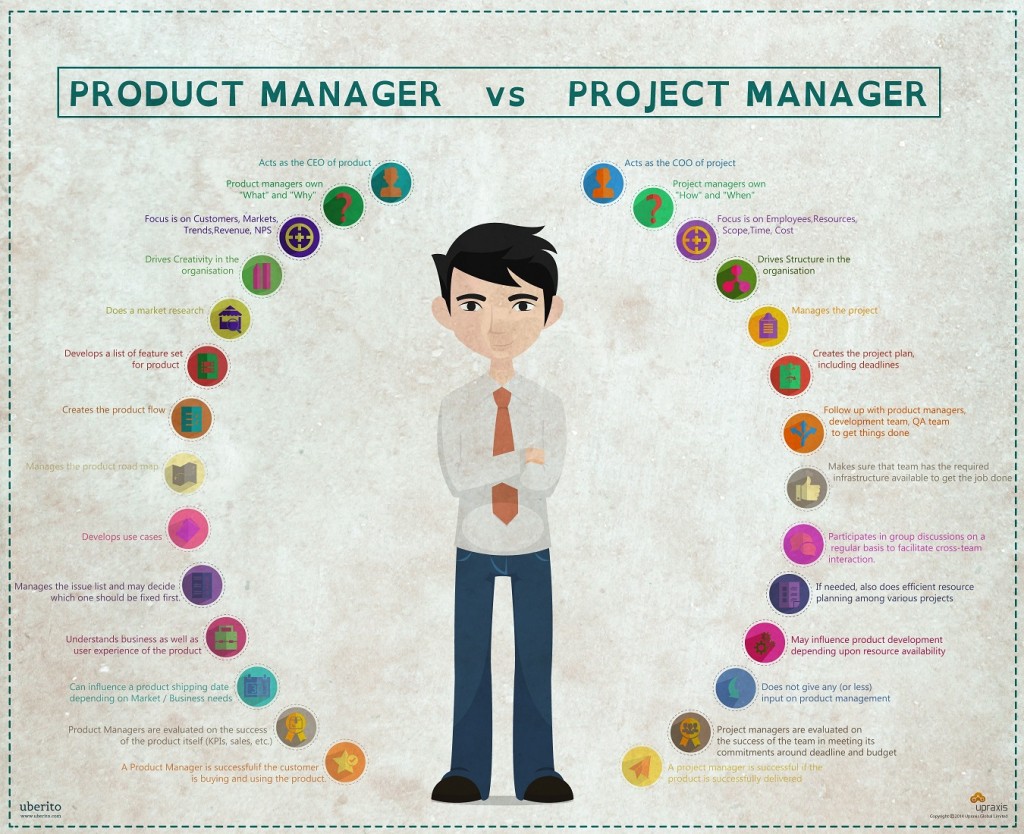 PRODUCT MANAGER vs PROJECT MANAGER
Acts as the CEO of product
Product managers own
"What" and "Why"
Focus is on Customers, Markets,
Trends,Revenue, NPS
Drives Creativity in the
organisation
Does a market research
Develops a list of feature set
for product
Creates the product flow
Manages the product road map
Develops use cases
Manages the issue list and may decide
which one should be fixed first.
Understands business as well as
user experience of the product
Can influence a product shipping date
depending on Market / Business needs
Product Managers are evaluated on the success
of the product itself (KPIs, sales, etc.)
A Product Manager is successfulif the customer
is buying and using the product.
Acts as the COO of project
Project managers own
"How" and "When"
Focus is on Employees,Resources,
Scope,Time, Cost
Drives Structure in the
organisation
Manages the project
Creates the project plan,
including deadlines
Follow up with product managers,
development team, QA team
to get things done
Makes sure that team has the required
infrastructure available to get the job done
Participates in group discussions on a
regular basis to facilitate cross-team
interaction.
If needed, also does efficient resource
planning among various projects
May influence product development
depending upon resource availability
Does not give any (or less)
input on product management
Project managers are evaluated on
the success of the team in meeting its
commitments around deadline and budget
A project manager is successful if the
product is successfully delivered
uberito
www.uberito.com
upraxis
Copyright Upraxis Global Limited